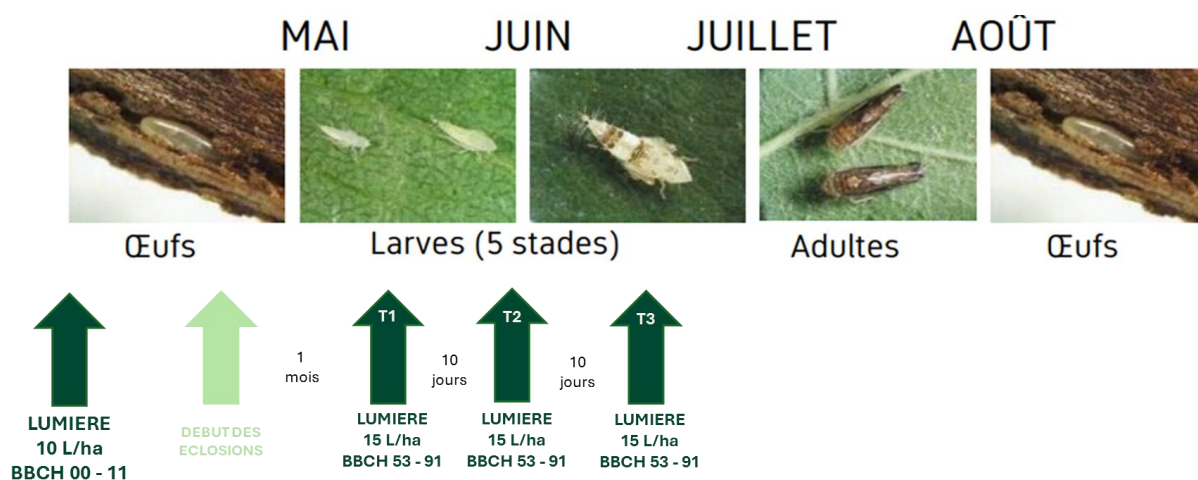 MAI
JUIN
JUILLET
AOÛT
Œufs
Larves (5 stades)
Adultes
Œufs
T1
T2
T3
1
mois
10
jours
10
jours
LUMIERE
10 L/ha
BBCH 00 - 11
DEBUT DES
ECLOSIONS
LUMIERE
15 L/ha
BBCH 53 - 91
LUMIERE
15 L/ha
BBCH 53 - 91
LUMIERE
15 L/ha
BBCH 53 - 91